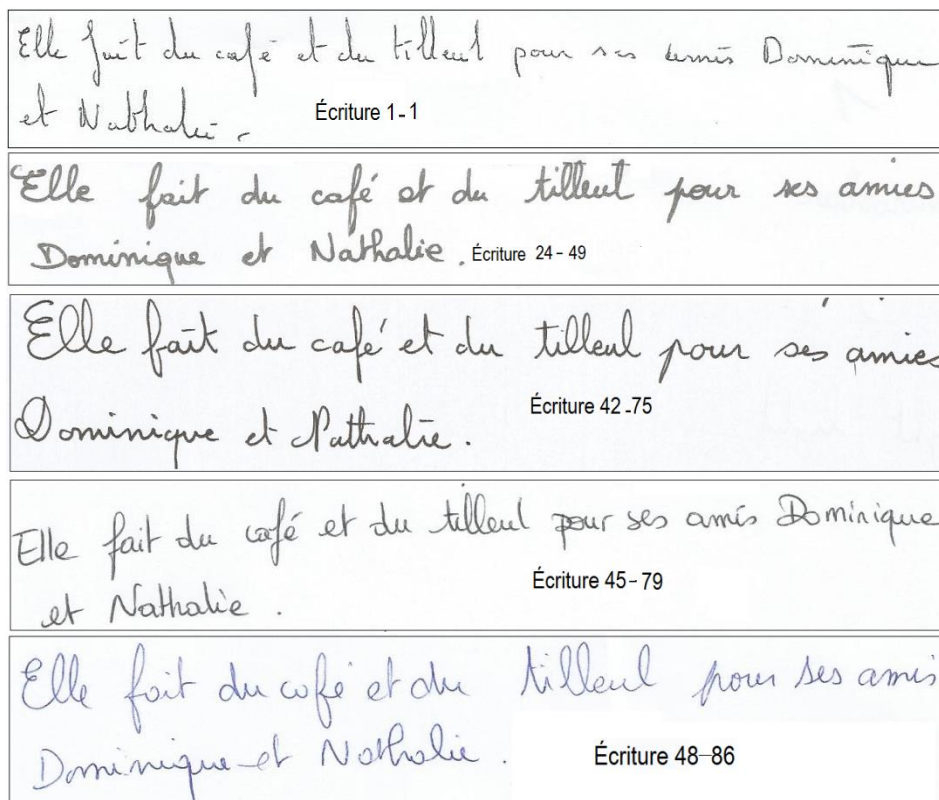 Elle fait du café et du tilleul pour ses amis Dominique
et Nathalie.
Écriture 1-1
Elle fait du café et du tilleul pour ses amies
Dominique et Nathalie.
Écriture 24-49
Elle fait du café et du tilleul pour ses amies
Dominique et Nathalie.
Écriture 42-75
Elle fait du café et du tilleul pour ses amis Dominique
et Nathalie.
Écriture 45-79
Elle fait du café et du tilleul pour ses amis
Dominique et Nathalie.
Écriture 48-86